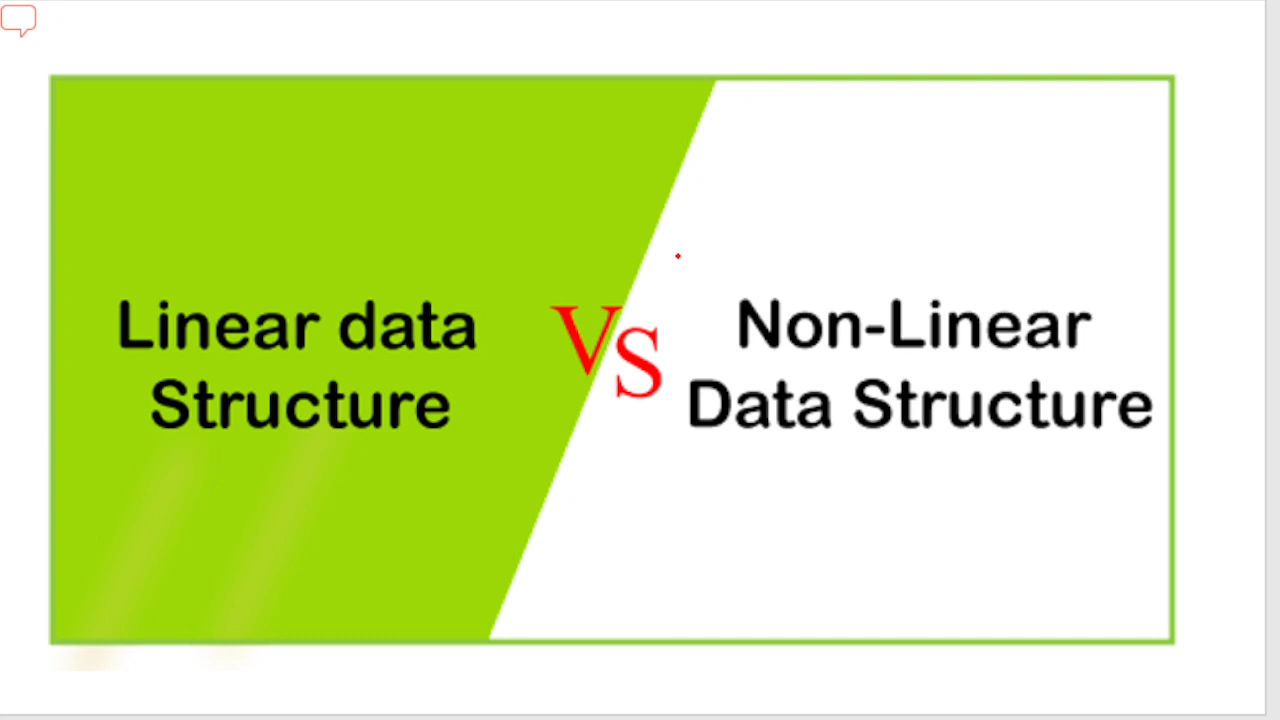 Linear data
Structure
VS
Non-Linear
Data Structure